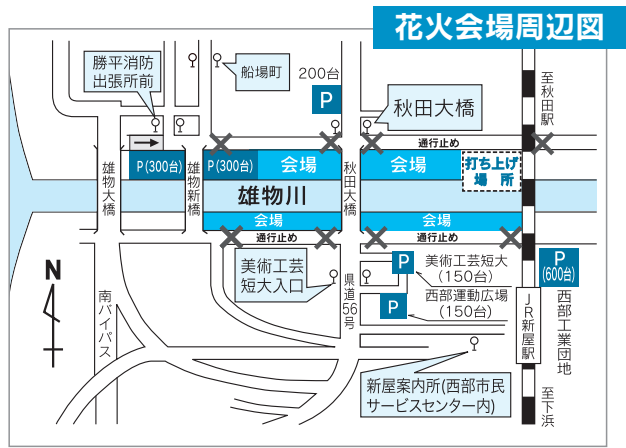 花火会場周辺図
勝平消防
出張所前
船場町
200台
P
秋田大橋
至秋田駅
通行止め
P(300台)
P(300台)
会場
会場
打ち上げ
場所
雄物大橋
雄物新橋
秋田大橋
雄物川
会場
会場
通行止め
通行止め
N
美術工芸
短大入口
県道56号
P
美術工芸短大
(150台)
P
西部運動広場
(150台)
P
(600台)
西部工業団地
南バイパス
JR新屋駅
新屋案内所(西部市民
サービスセンター内)
至下浜